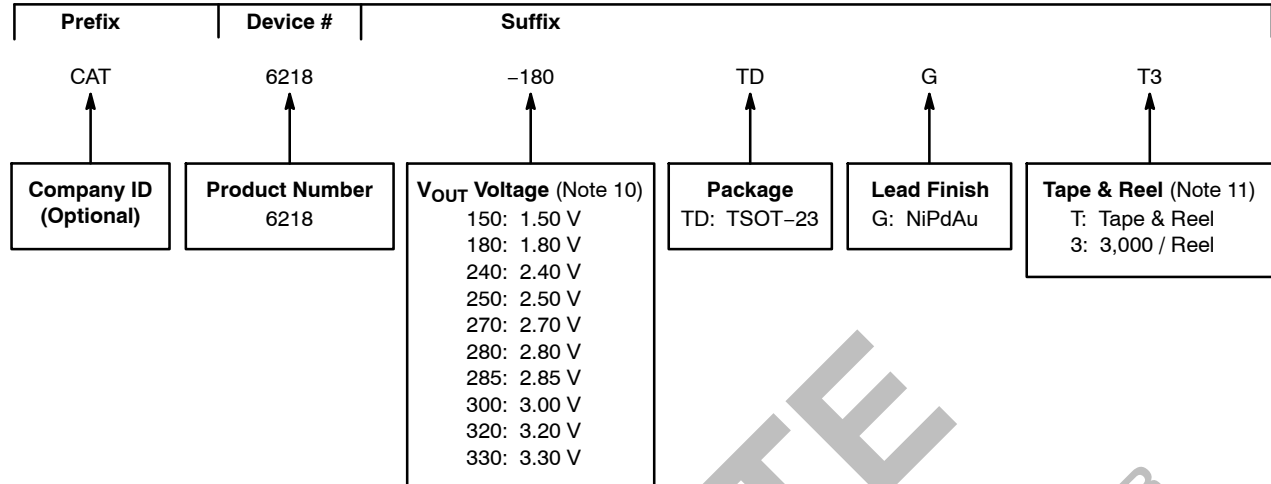 Prefix Device # Suffix
CAT 6218 –180 TD G T3
Company ID
(Optional)
Product Number
6218
VOUT Voltage (Note 10)
150: 1.50 V
180: 1.80 V
240: 2.40 V
250: 2.50 V
270: 2.70 V
280: 2.80 V
285: 2.85 V
300: 3.00 V
320: 3.20 V
330: 3.30 V
Package
TD: TSOT–23
Lead Finish
G: NiPdAu
Tape & Reel (Note 11)
T: Tape & Reel
3: 3,000 / Reel
TE